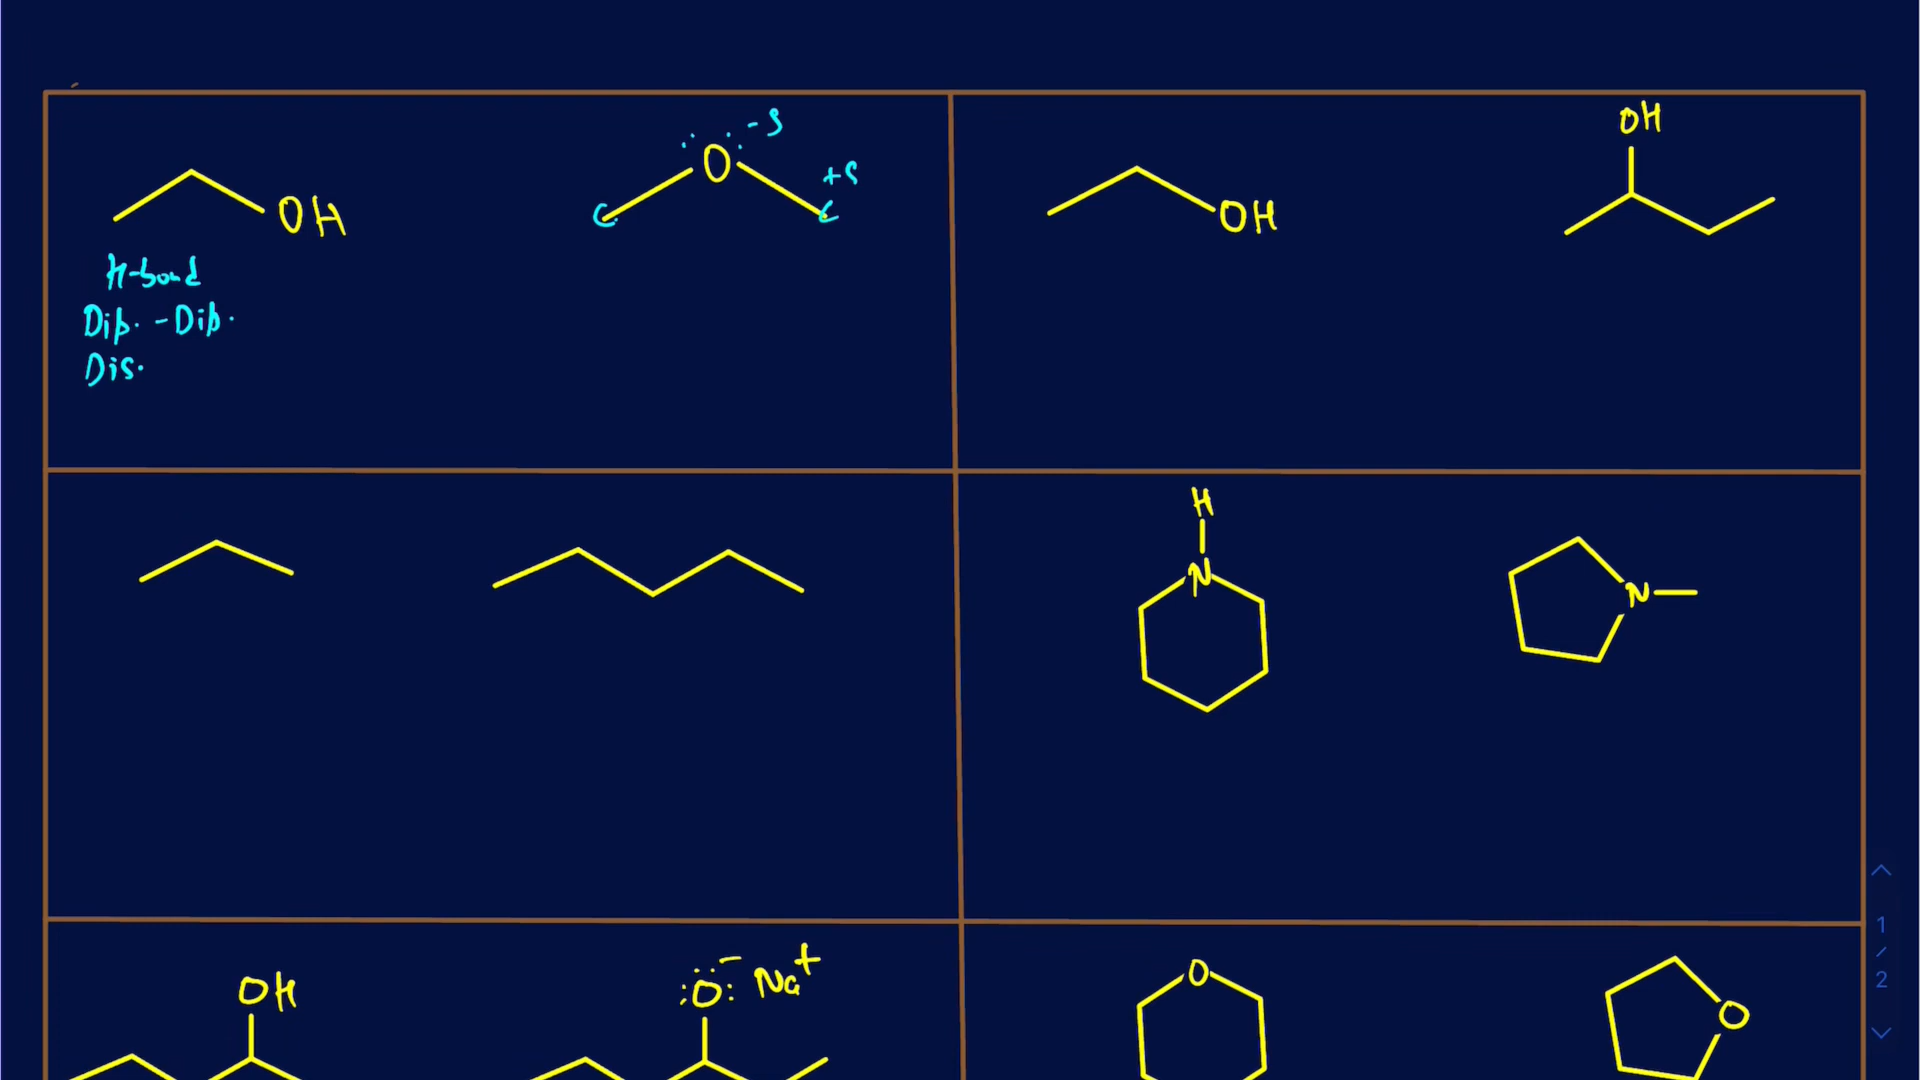 OH
H-bond
Dip. -Dip.
Dis.
O
-δ
+δ
C
C
OH
OH
H
N
N
OH
:O:⁻ Na⁺
O
O
1
/
2